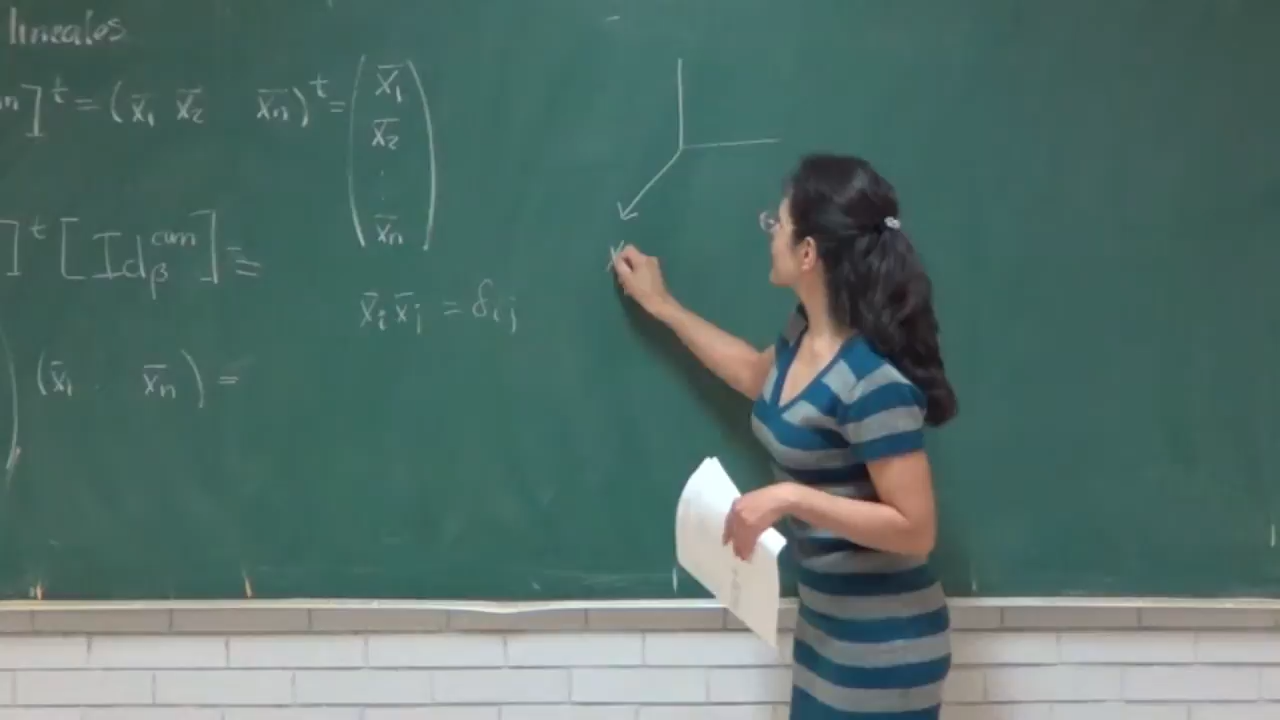 lineales
]ᵗ = (x̄₁ x̄₂ x̄ₙ)ᵗ = (x̄₁ x̄₂ ⋮ x̄ₙ)
]ᵗ [Id_β^can] =
x̄ᵢ x̄ⱼ = δᵢⱼ
(x̄₁ . x̄ₙ) =
x